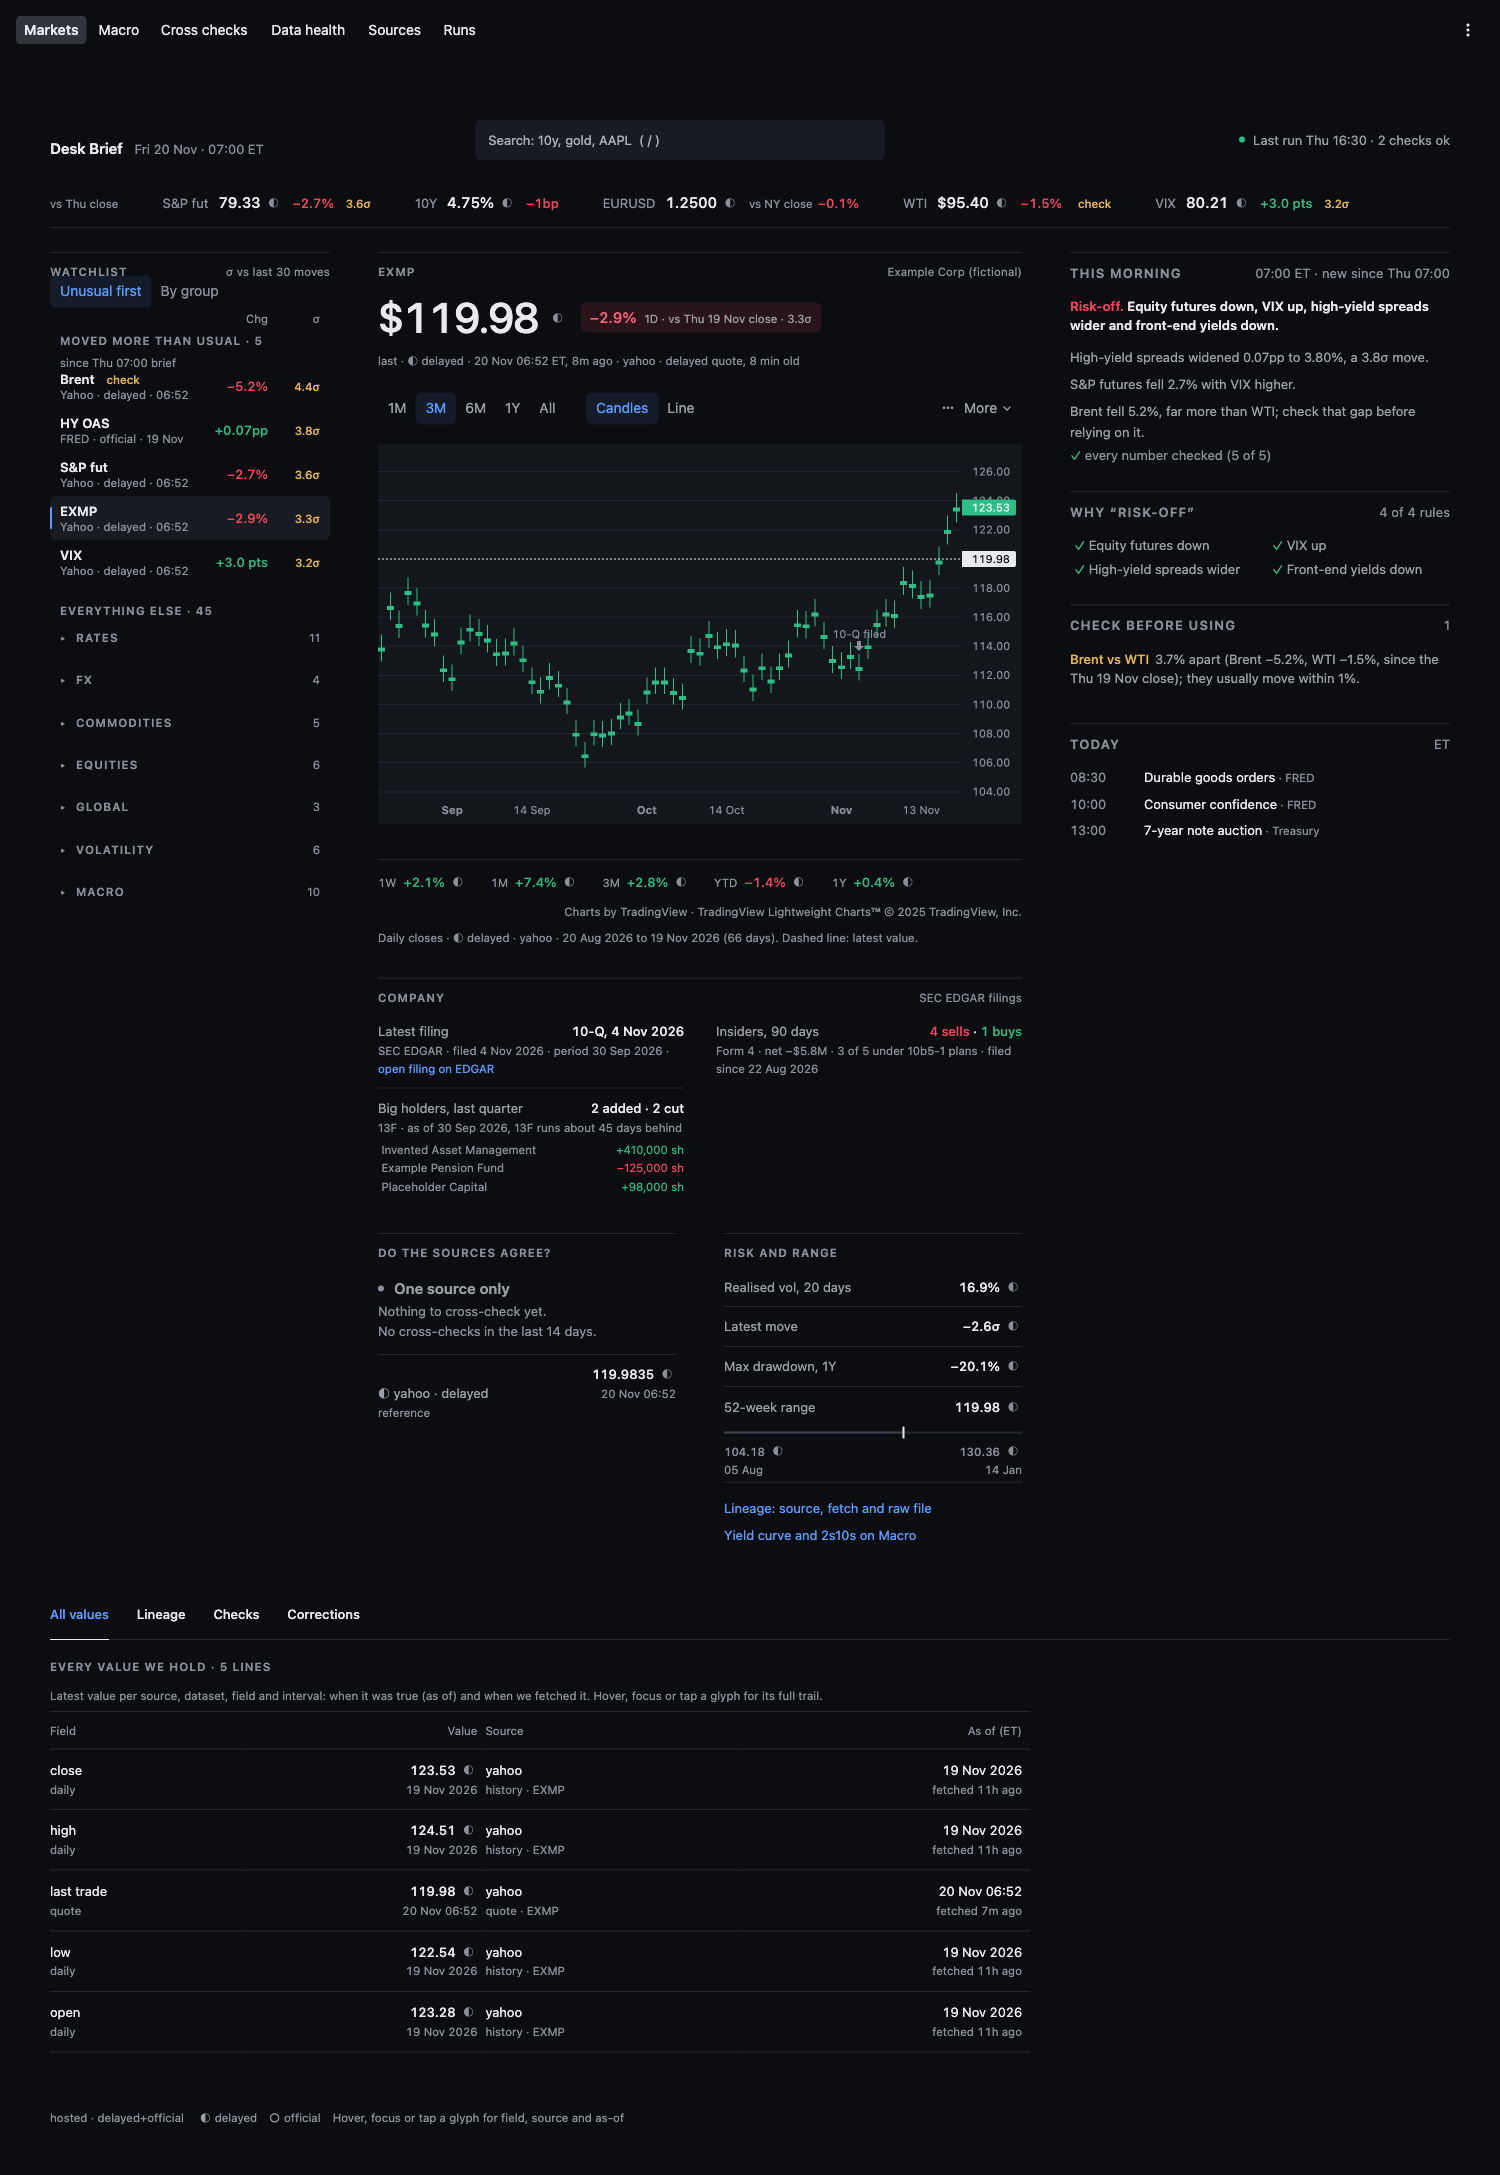 Markets Macro Cross checks Data health Sources Runs
Desk Brief Fri 20 Nov · 07:00 ET
Search: 10y, gold, AAPL ( / )
Last run Thu 16:30 · 2 checks ok
vs Thu close S&P fut 79.33 −2.7% 3.6σ 10Y 4.75% −1bp EURUSD 1.2500 vs NY close −0.1% WTI $95.40 −1.5% check VIX 80.21 +3.0 pts 3.2σ
WATCHLIST σ vs last 30 moves
Unusual first By group
Chg σ
MOVED MORE THAN USUAL · 5
since Thu 07:00 brief
Brent check −5.2% 4.4σ
Yahoo · delayed · 06:52
HY OAS +0.07pp 3.8σ
FRED · official · 19 Nov
S&P fut −2.7% 3.6σ
Yahoo · delayed · 06:52
EXMP −2.9% 3.3σ
Yahoo · delayed · 06:52
VIX +3.0 pts 3.2σ
Yahoo · delayed · 06:52
EVERYTHING ELSE · 45
▸ RATES 11
▸ FX 4
▸ COMMODITIES 5
▸ EQUITIES 6
▸ GLOBAL 3
▸ VOLATILITY 6
▸ MACRO 10
EXMP Example Corp (fictional)
$119.98 −2.9% 1D · vs Thu 19 Nov close · 3.3σ
last · ◐ delayed · 20 Nov 06:52 ET, 8m ago · yahoo · delayed quote, 8 min old
1M 3M 6M 1Y All Candles Line ··· More
126.00
124.00
123.53
122.00
119.98
118.00
116.00
10-Q filed
114.00
112.00
110.00
108.00
106.00
104.00
Sep 14 Sep Oct 14 Oct Nov 13 Nov
1W +2.1% 1M +7.4% 3M +2.8% YTD −1.4% 1Y +0.4%
Charts by TradingView · TradingView Lightweight Charts™ © 2025 TradingView, Inc.
Daily closes · ◐ delayed · yahoo · 20 Aug 2026 to 19 Nov 2026 (66 days). Dashed line: latest value.
COMPANY SEC EDGAR filings
Latest filing 10-Q, 4 Nov 2026
SEC EDGAR · filed 4 Nov 2026 · period 30 Sep 2026 ·
open filing on EDGAR
Insiders, 90 days 4 sells · 1 buys
Form 4 · net −$5.8M · 3 of 5 under 10b5-1 plans · filed
since 22 Aug 2026
Big holders, last quarter 2 added · 2 cut
13F · as of 30 Sep 2026, 13F runs about 45 days behind
Invented Asset Management +410,000 sh
Example Pension Fund −125,000 sh
Placeholder Capital +98,000 sh
DO THE SOURCES AGREE?
One source only
Nothing to cross-check yet.
No cross-checks in the last 14 days.
119.9835
◐ yahoo · delayed 20 Nov 06:52
reference
RISK AND RANGE
Realised vol, 20 days 16.9%
Latest move −2.6σ
Max drawdown, 1Y −20.1%
52-week range 119.98
104.18 130.36
05 Aug 14 Jan
Lineage: source, fetch and raw file
Yield curve and 2s10s on Macro
THIS MORNING 07:00 ET · new since Thu 07:00
Risk-off. Equity futures down, VIX up, high-yield spreads
wider and front-end yields down.
High-yield spreads widened 0.07pp to 3.80%, a 3.8σ move.
S&P futures fell 2.7% with VIX higher.
Brent fell 5.2%, far more than WTI; check that gap before
relying on it.
✓ every number checked (5 of 5)
WHY “RISK-OFF” 4 of 4 rules
✓ Equity futures down ✓ VIX up
✓ High-yield spreads wider ✓ Front-end yields down
CHECK BEFORE USING 1
Brent vs WTI 3.7% apart (Brent −5.2%, WTI −1.5%, since the
Thu 19 Nov close); they usually move within 1%.
TODAY ET
08:30 Durable goods orders · FRED
10:00 Consumer confidence · FRED
13:00 7-year note auction · Treasury
All values Lineage Checks Corrections
EVERY VALUE WE HOLD · 5 LINES
Latest value per source, dataset, field and interval: when it was true (as of) and when we fetched it. Hover, focus or tap a glyph for its full trail.
Field Value Source As of (ET)
close 123.53 yahoo 19 Nov 2026
daily 19 Nov 2026 history · EXMP fetched 11h ago
high 124.51 yahoo 19 Nov 2026
daily 19 Nov 2026 history · EXMP fetched 11h ago
last trade 119.98 yahoo 20 Nov 06:52
quote 20 Nov 06:52 quote · EXMP fetched 7m ago
low 122.54 yahoo 19 Nov 2026
daily 19 Nov 2026 history · EXMP fetched 11h ago
open 123.28 yahoo 19 Nov 2026
daily 19 Nov 2026 history · EXMP fetched 11h ago
hosted · delayed+official ◐ delayed ○ official Hover, focus or tap a glyph for field, source and as-of